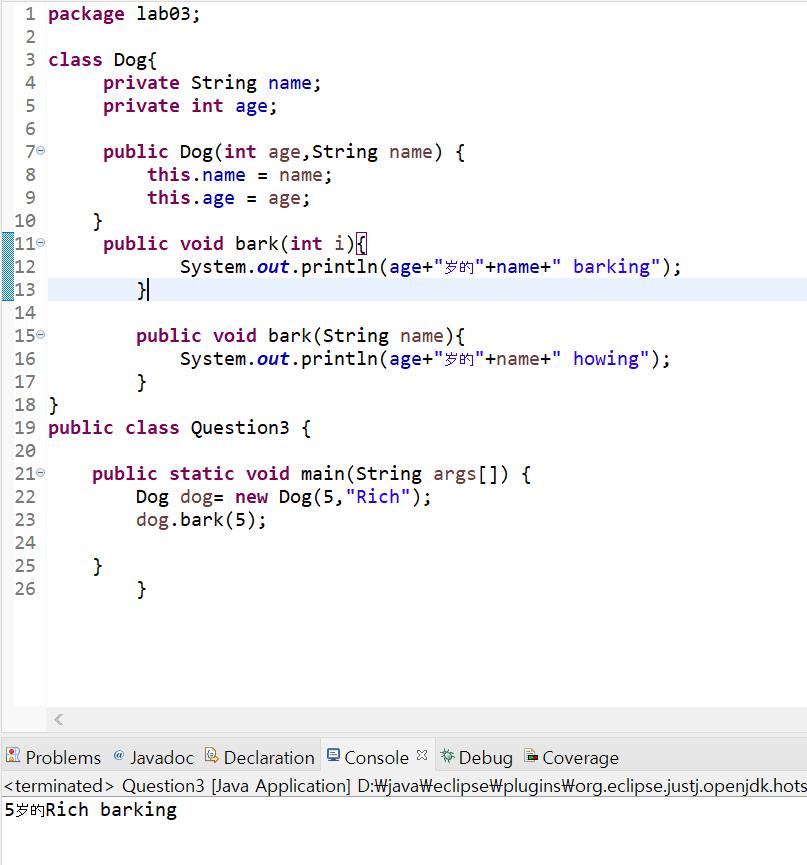 1 package lab03;
2
3 class Dog{
4 private String name;
5 private int age;
6
7 public Dog(int age,String name) {
8 this.name = name;
9 this.age = age;
10 }
11 public void bark(int i){
12 System.out.println(age+"岁的"+name+" barking");
13 }
14
15 public void bark(String name){
16 System.out.println(age+"岁的"+name+" howing");
17 }
18 }
19 public class Question3 {
20
21 public static void main(String args[]) {
22 Dog dog= new Dog(5,"Rich");
23 dog.bark(5);
24
25 }
26 }
Problems @ Javadoc Declaration Console Debug Coverage
<terminated> Question3 [Java Application] D:₩java₩eclipse₩plugins₩org.eclipse.justj.openjdk.hots
5岁的Rich barking